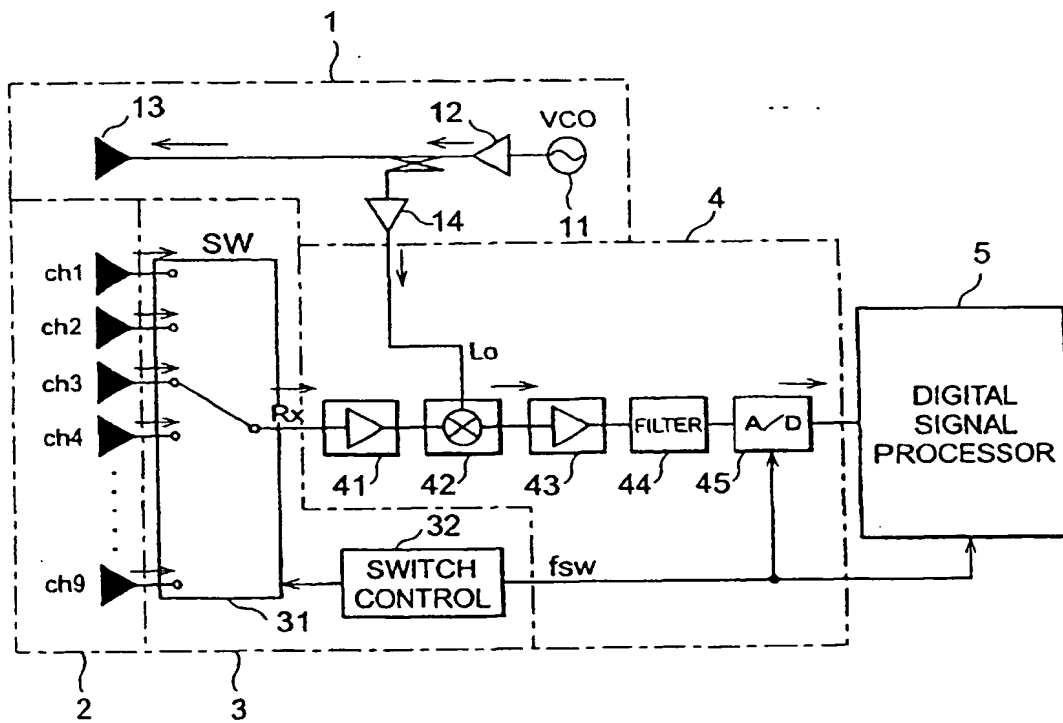 1
13
12
VCO
11
14
4
5
SW
ch1
ch2
ch3
ch4
ch9
Rx
Lo
41
42
43
FILTER
44
A/D
45
DIGITAL
SIGNAL
PROCESSOR
32
SWITCH
CONTROL
fsw
31
2
3